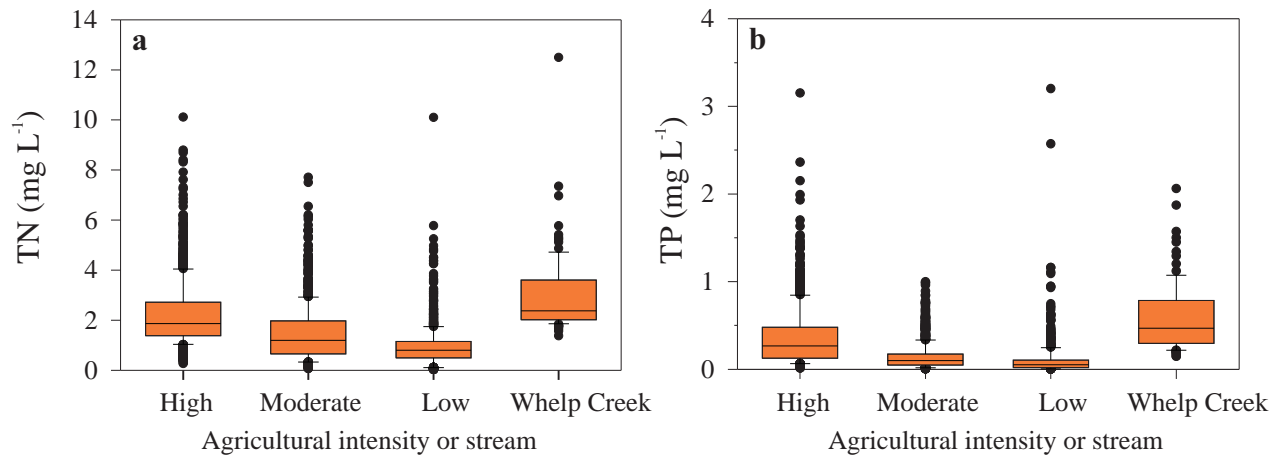 a
TN (mg L-1)
14
12
10
8
6
4
2
0
High Moderate Low Whelp Creek
Agricultural intensity or stream
b
TP (mg L-1)
4
3
2
1
0
High Moderate Low Whelp Creek
Agricultural intensity or stream